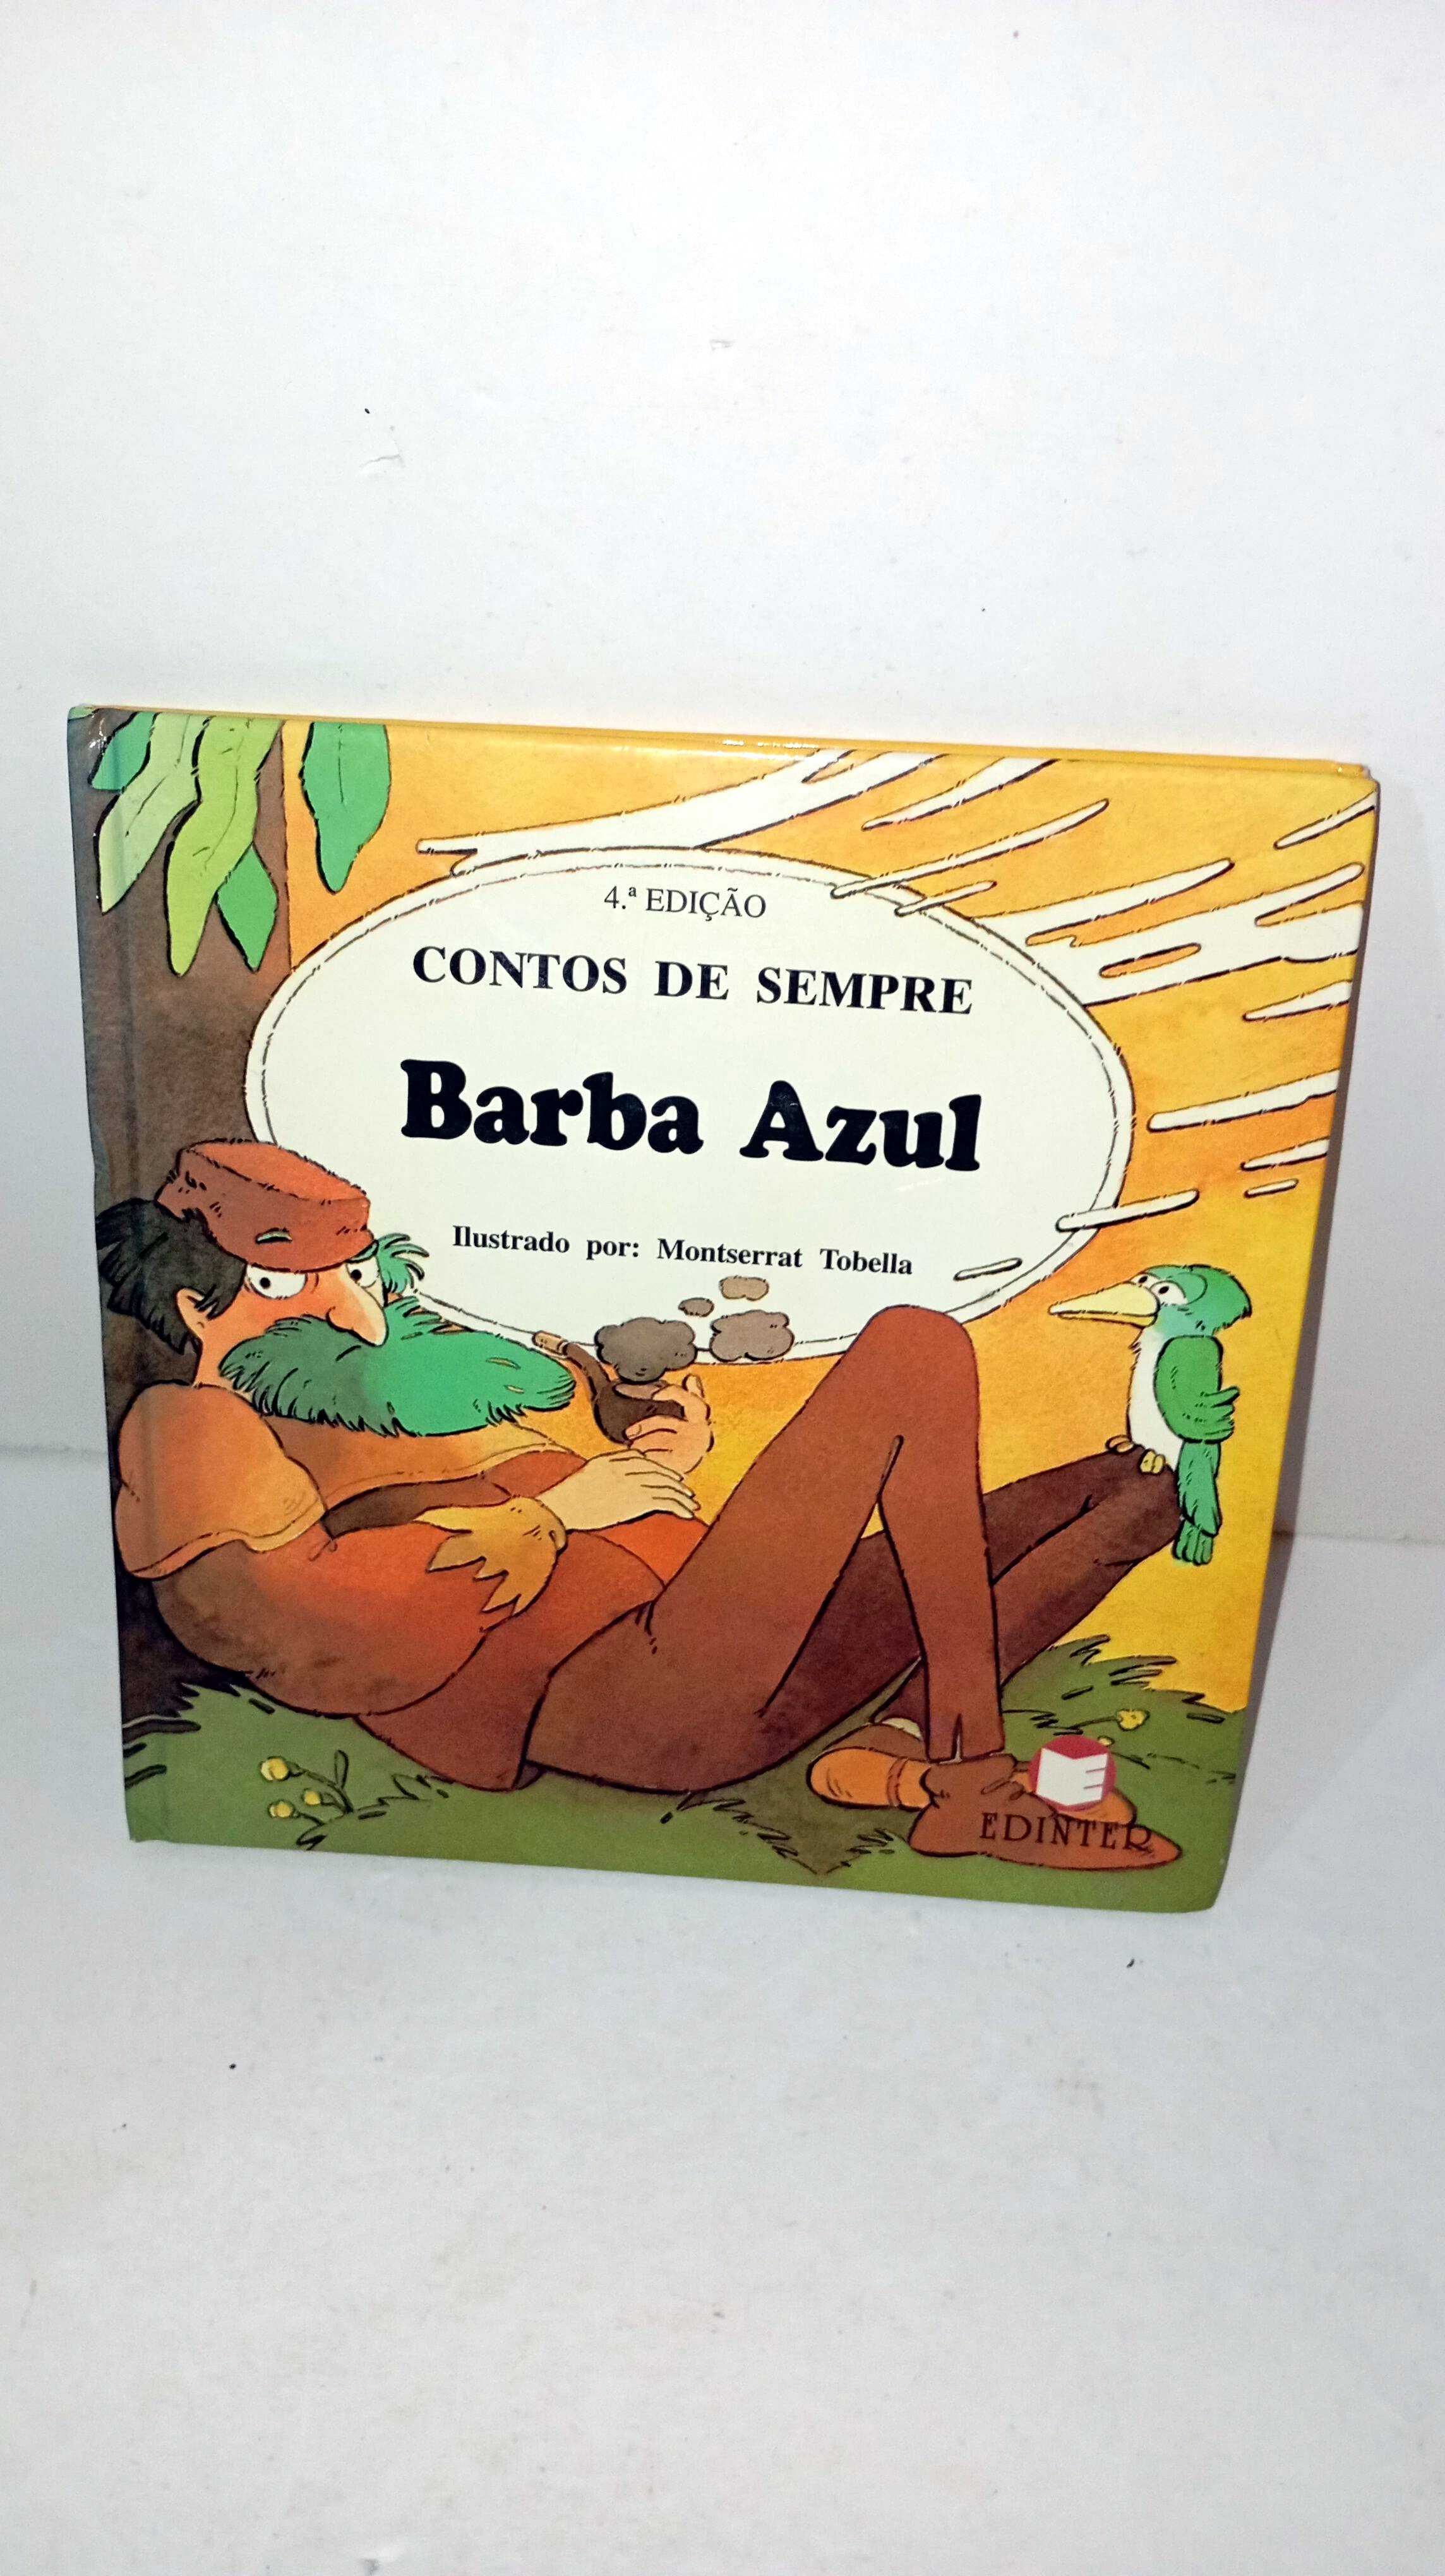 4.ª EDIÇÃO
CONTOS DE SEMPRE
Barba Azul
Ilustrado por: Montserrat Tobella
EDINTER